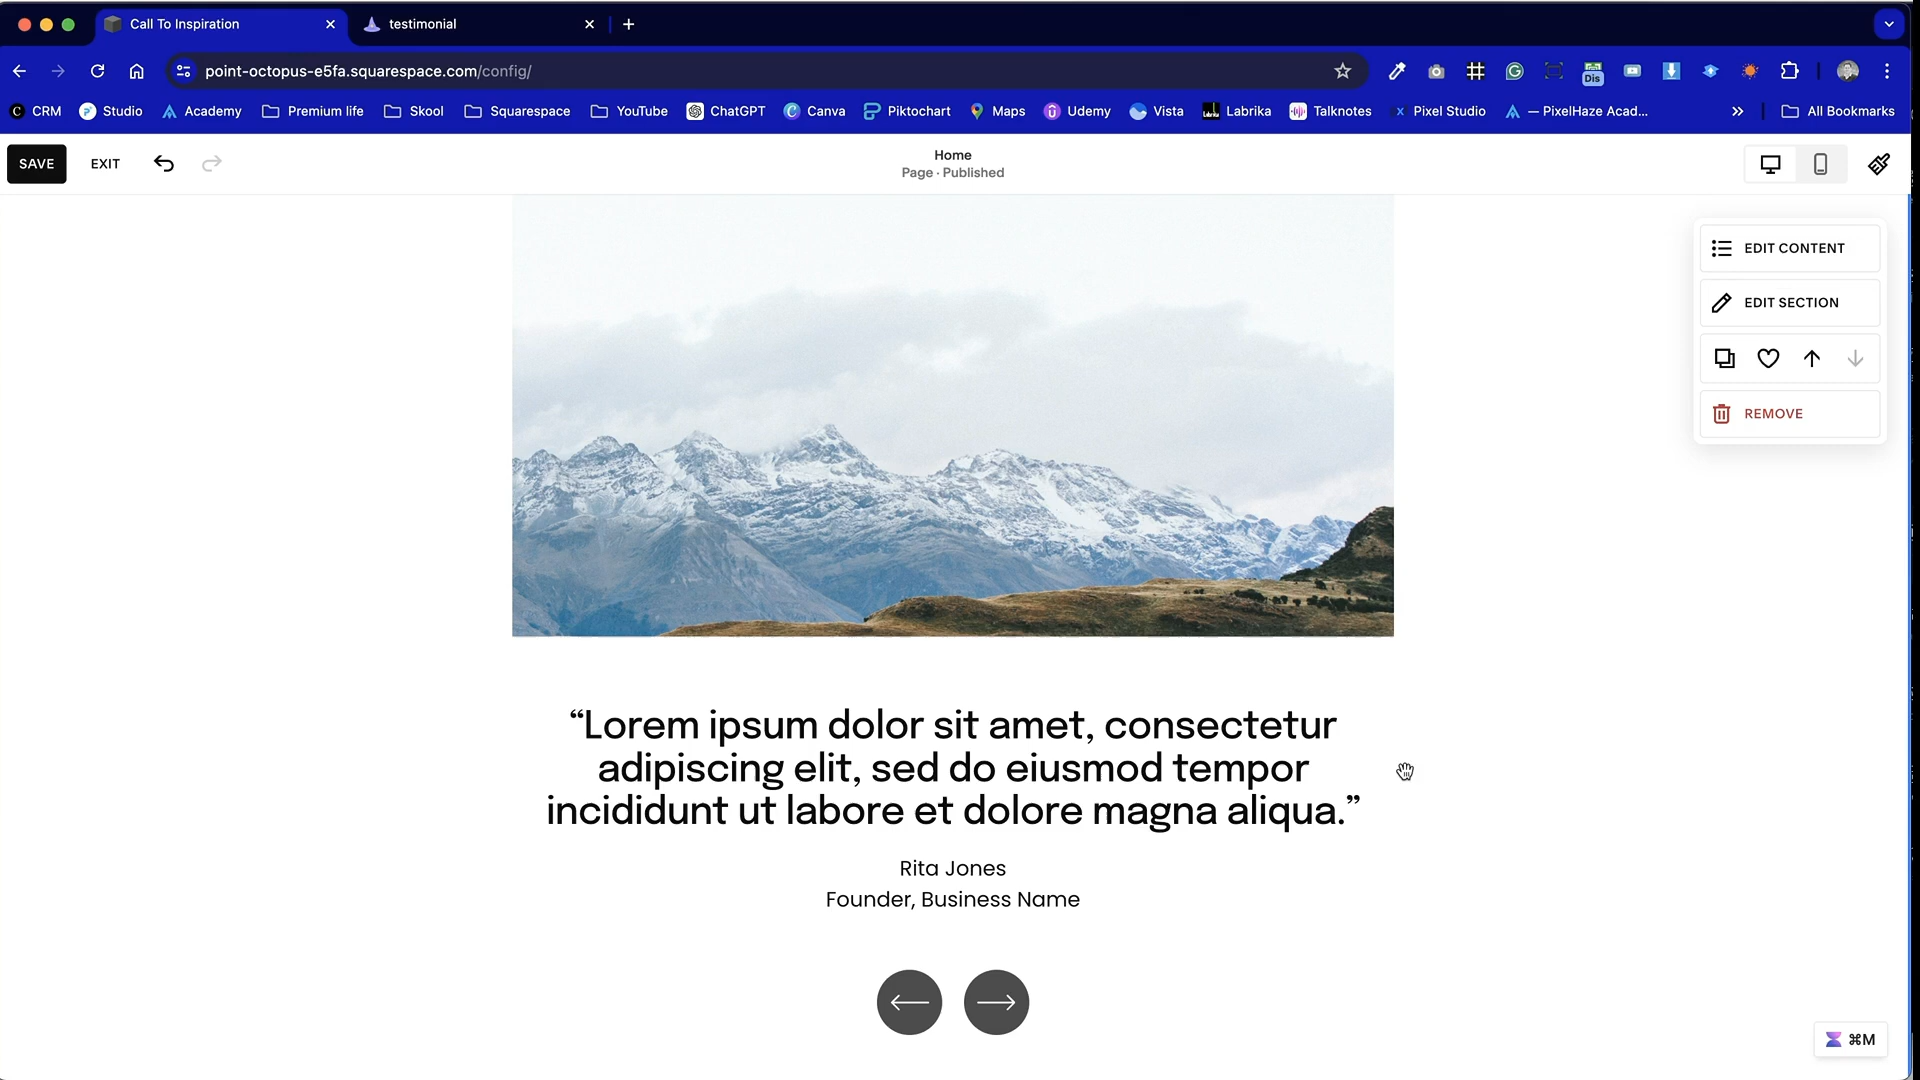 Call To Inspiration
testimonial
point-octopus-e5fa.squarespace.com/config/
Dis
CRM
Studio
Academy
Premium life
Skool
Squarespace
YouTube
ChatGPT
Canva
Piktochart
Maps
Udemy
Vista
Labrika
Talknotes
Pixel Studio
— PixelHaze Acad...
All Bookmarks
SAVE
EXIT
Home
Page · Published
EDIT CONTENT
EDIT SECTION
REMOVE
“Lorem ipsum dolor sit amet, consectetur
adipiscing elit, sed do eiusmod tempor
incididunt ut labore et dolore magna aliqua.”
Rita Jones
Founder, Business Name
⌘M